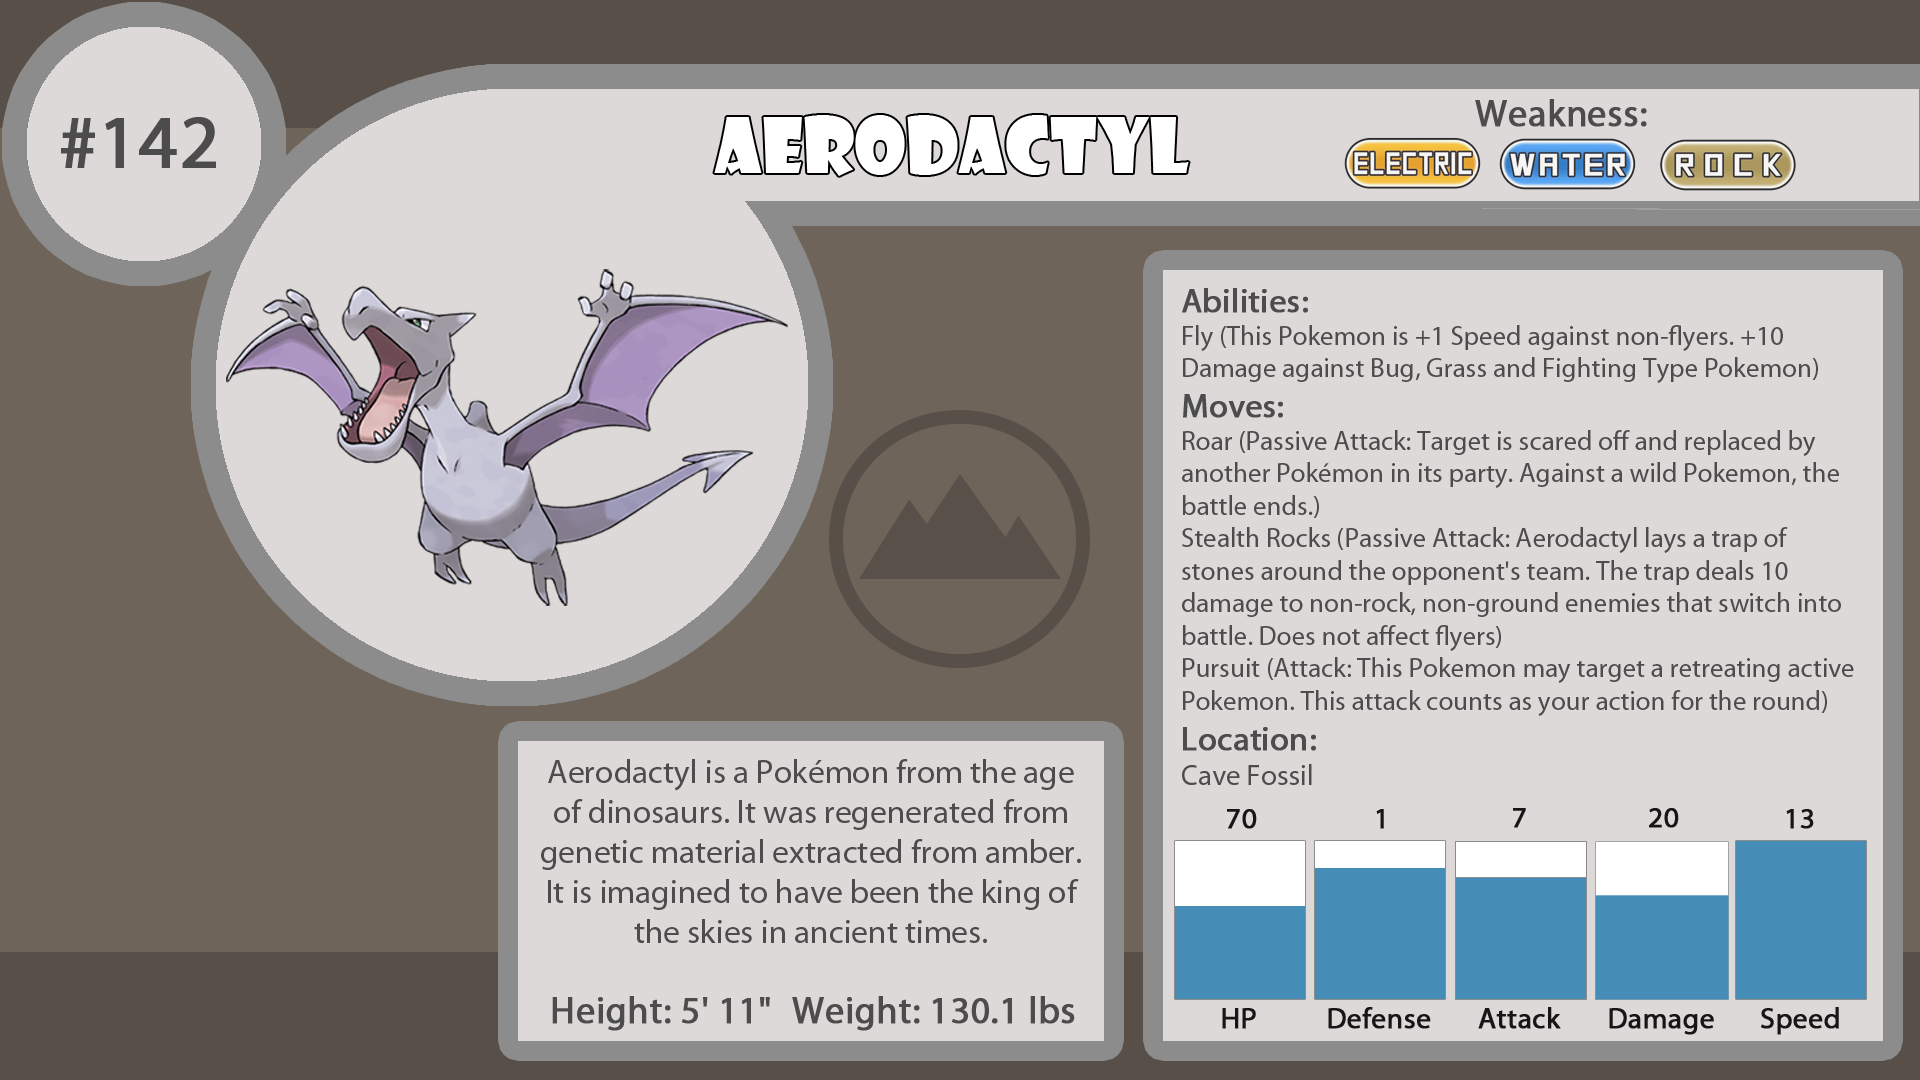 #142
AERODACTYL
Weakness:
ELECTRIC WATER ROCK
Abilities:
Fly (This Pokemon is +1 Speed against non-flyers. +10
Damage against Bug, Grass and Fighting Type Pokemon)
Moves:
Roar (Passive Attack: Target is scared off and replaced by
another Pokémon in its party. Against a wild Pokemon, the
battle ends.)
Stealth Rocks (Passive Attack: Aerodactyl lays a trap of
stones around the opponent's team. The trap deals 10
damage to non-rock, non-ground enemies that switch into
battle. Does not affect flyers)
Pursuit (Attack: This Pokemon may target a retreating active
Pokemon. This attack counts as your action for the round)
Location:
Cave Fossil
70 1 7 20 13
HP Defense Attack Damage Speed
Aerodactyl is a Pokémon from the age
of dinosaurs. It was regenerated from
genetic material extracted from amber.
It is imagined to have been the king of
the skies in ancient times.
Height: 5' 11" Weight: 130.1 lbs